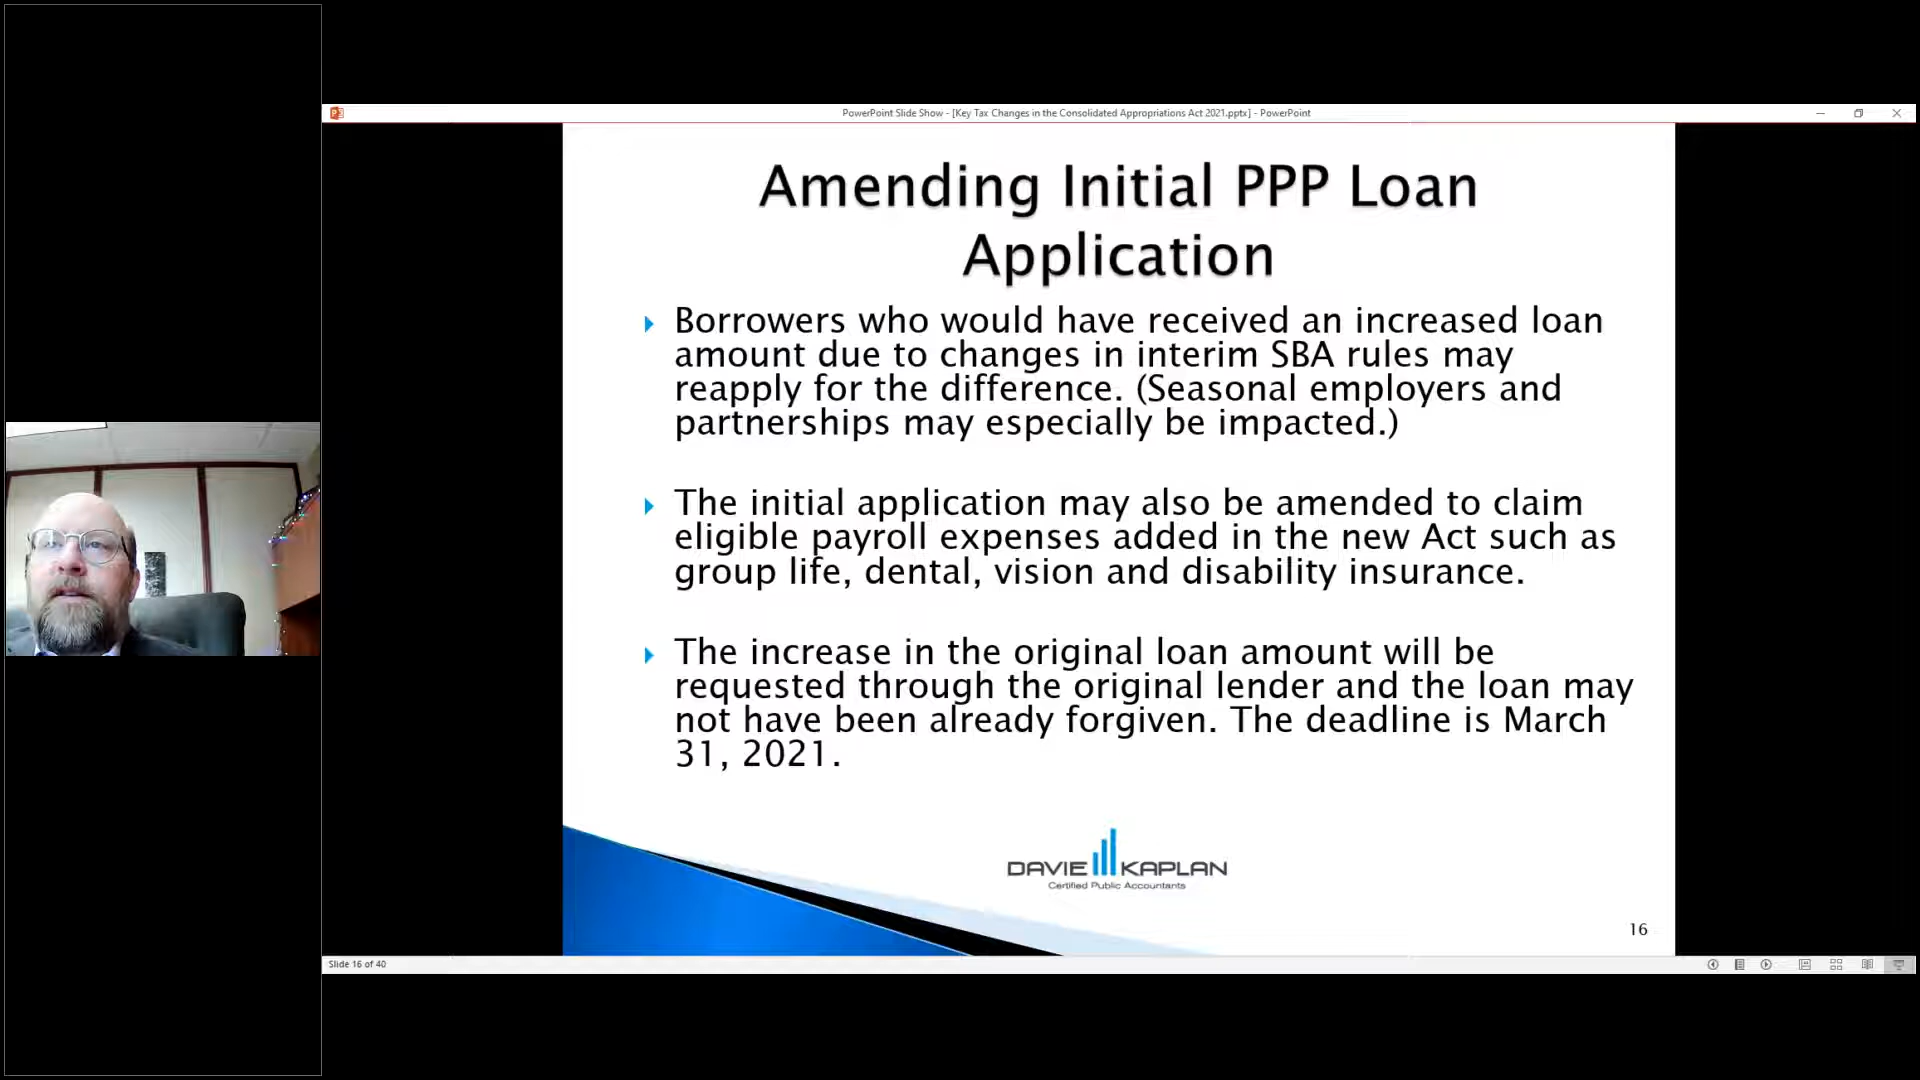 PowerPoint Slide Show - [Key Tax Changes in the Consolidated Appropriations Act 2021.pptx] - PowerPoint
Amending Initial PPP Loan
Application
Borrowers who would have received an increased loan
amount due to changes in interim SBA rules may
reapply for the difference. (Seasonal employers and
partnerships may especially be impacted.)
The initial application may also be amended to claim
eligible payroll expenses added in the new Act such as
group life, dental, vision and disability insurance.
The increase in the original loan amount will be
requested through the original lender and the loan may
not have been already forgiven. The deadline is March
31, 2021.
DAVIE KAPLAN
Certified Public Accountants
16
Slide 16 of 40